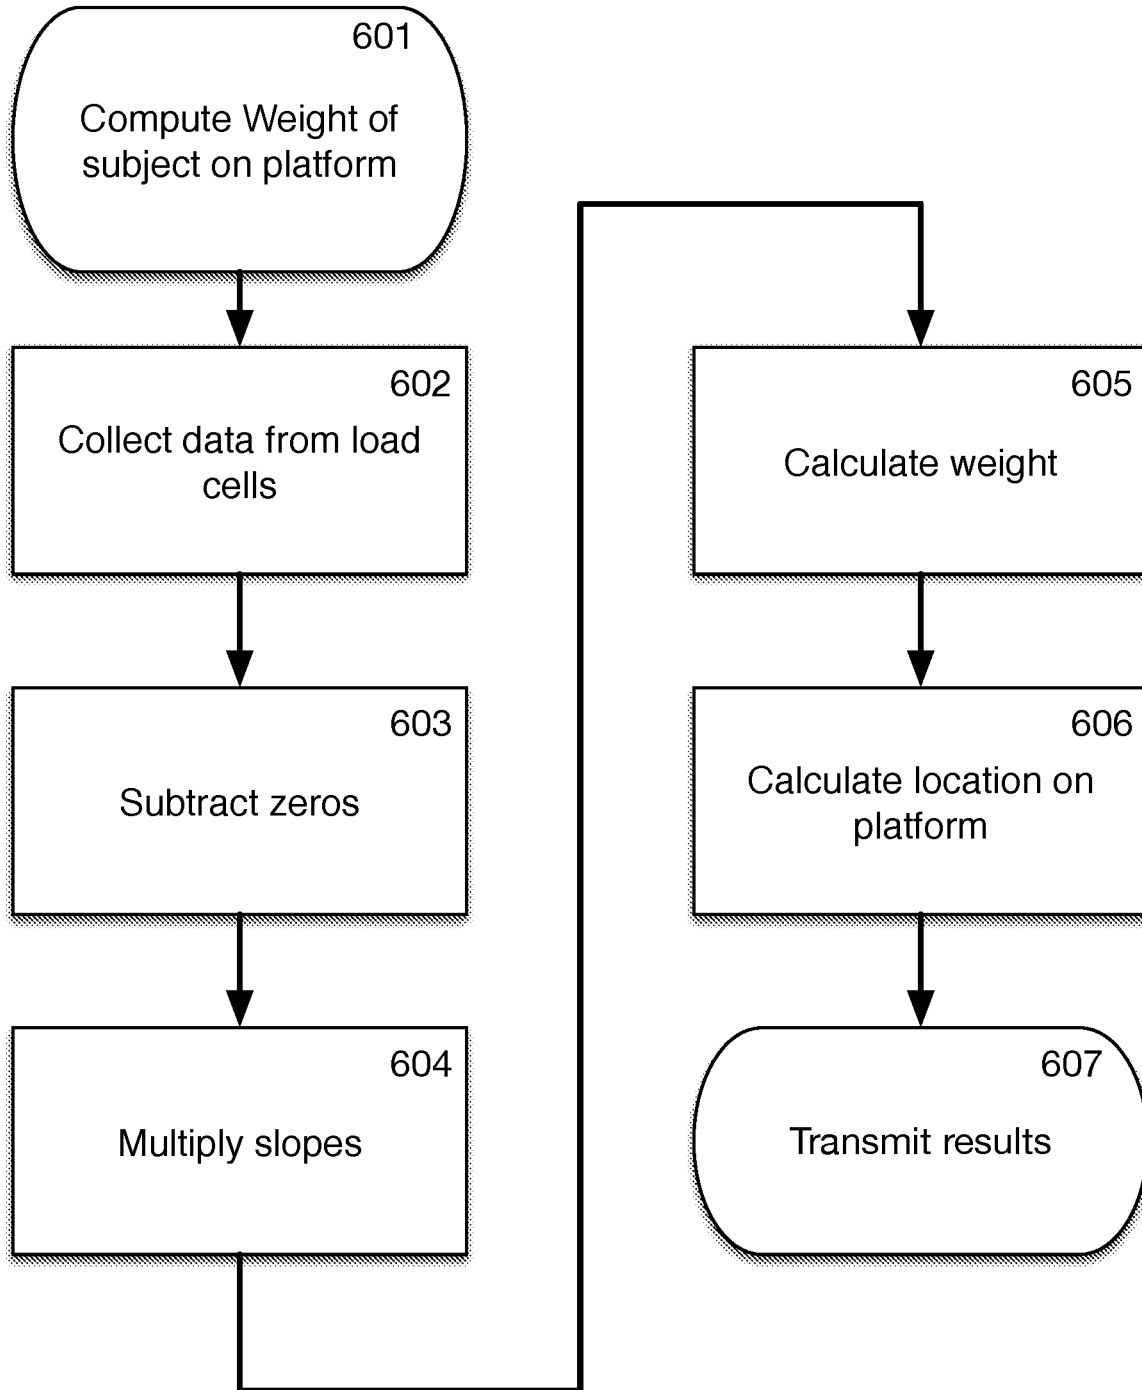 601
Compute Weight of
subject on platform
602
Collect data from load
cells
603
Subtract zeros
604
Multiply slopes
605
Calculate weight
606
Calculate location on
platform
607
Transmit results